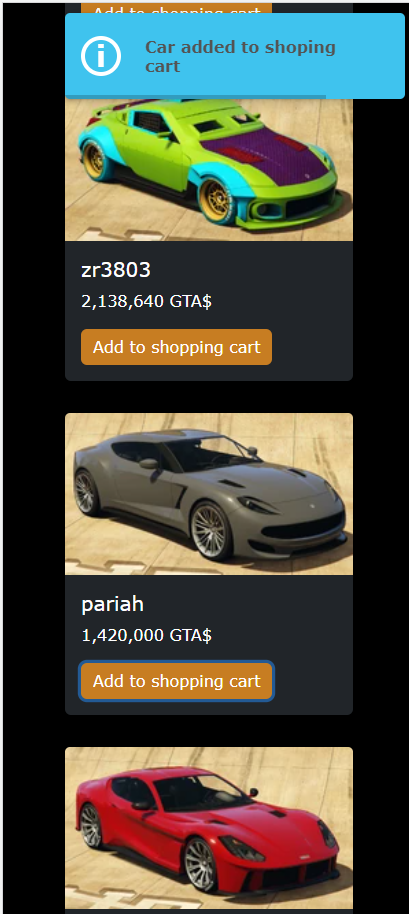 Add to shopping cart
Car added to shoping
cart
zr3803
2,138,640 GTA$
Add to shopping cart
pariah
1,420,000 GTA$
Add to shopping cart